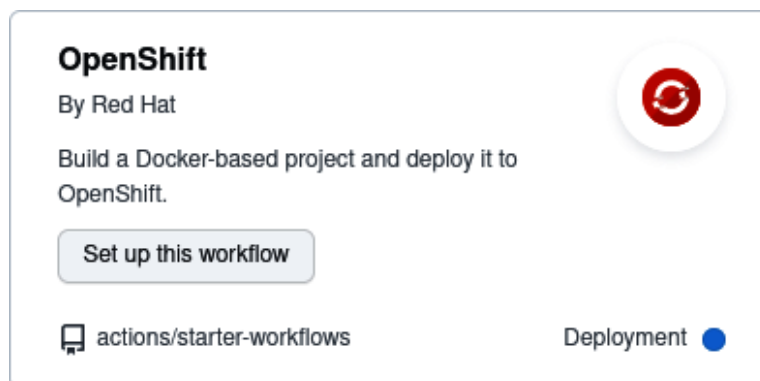 OpenShift
By Red Hat
Build a Docker-based project and deploy it to
OpenShift.
Set up this workflow
actions/starter-workflows
Deployment